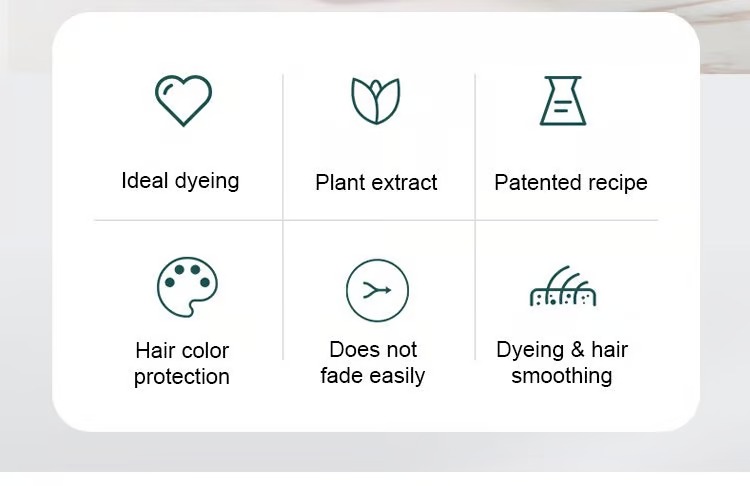 Ideal dyeing
Plant extract
Patented recipe
Hair color
protection
Does not
fade easily
Dyeing & hair
smoothing